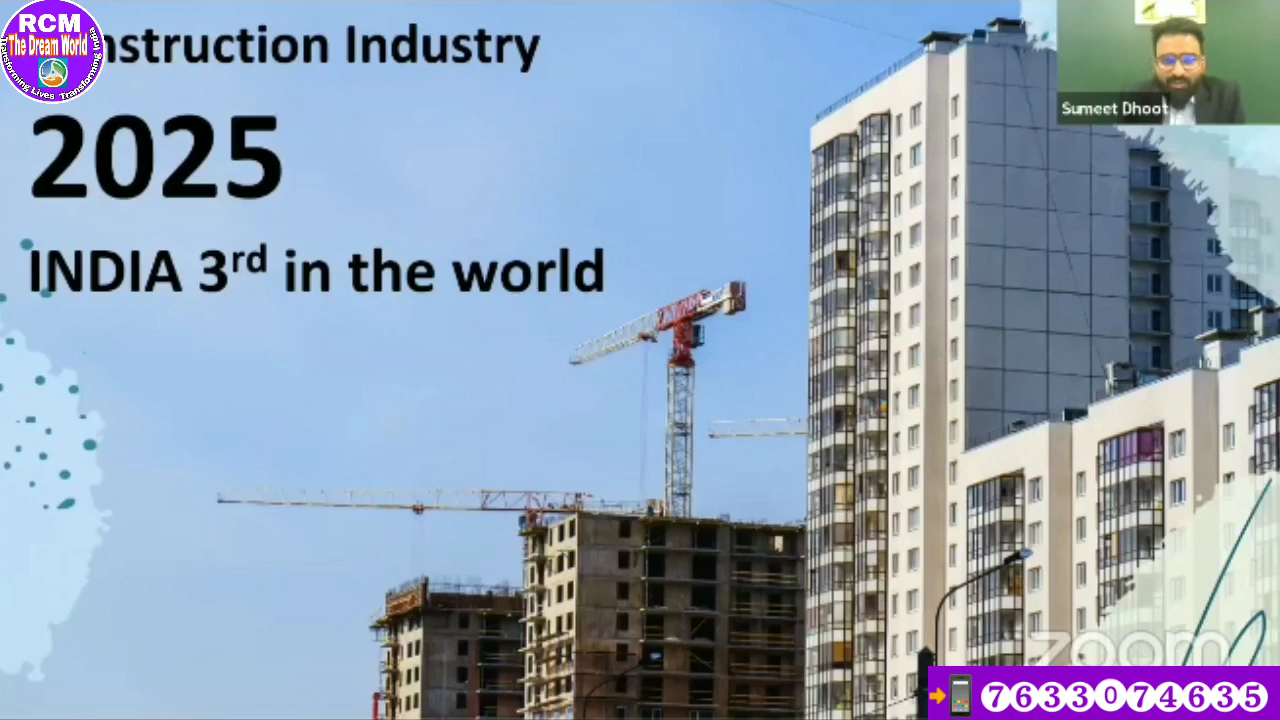 RCM
The Dream World
Transforming Lives Transforming India
nstruction Industry
2025
INDIA 3rd in the world
Sumeet Dhoot
zoom
7633074635